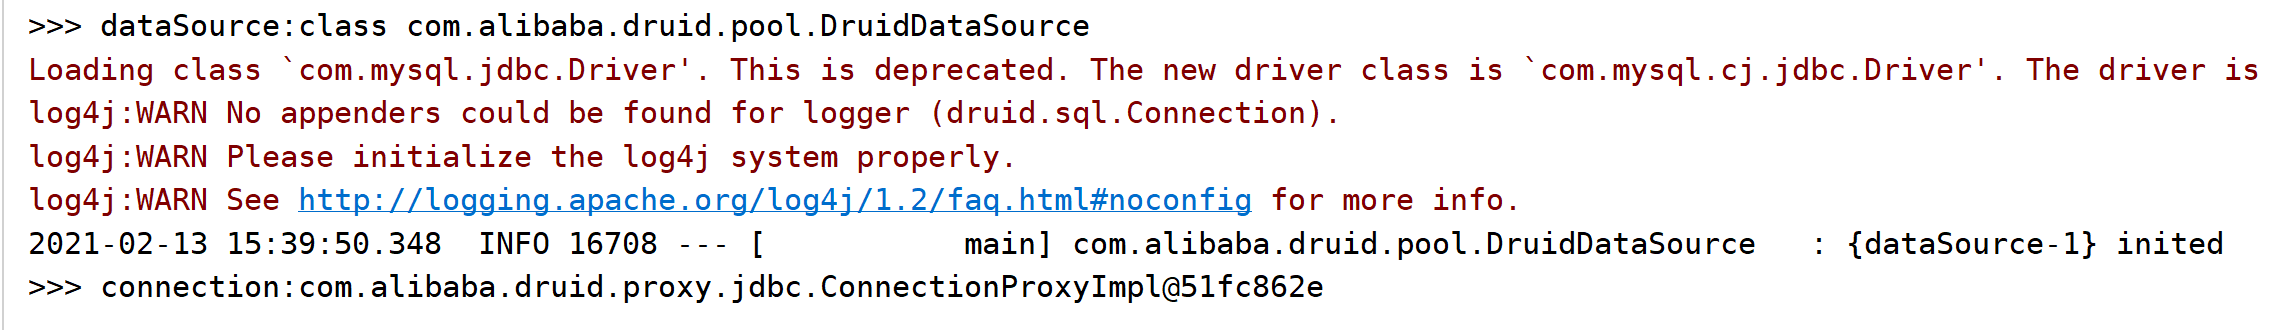 >>> dataSource:class com.alibaba.druid.pool.DruidDataSource
Loading class `com.mysql.jdbc.Driver'. This is deprecated. The new driver class is `com.mysql.cj.jdbc.Driver'. The driver is
log4j:WARN No appenders could be found for logger (druid.sql.Connection).
log4j:WARN Please initialize the log4j system properly.
log4j:WARN See http://logging.apache.org/log4j/1.2/faq.html#noconfig for more info.
2021-02-13 15:39:50.348  INFO 16708 --- [           main] com.alibaba.druid.pool.DruidDataSource   : {dataSource-1} inited
>>> connection:com.alibaba.druid.proxy.jdbc.ConnectionProxyImpl@51fc862e